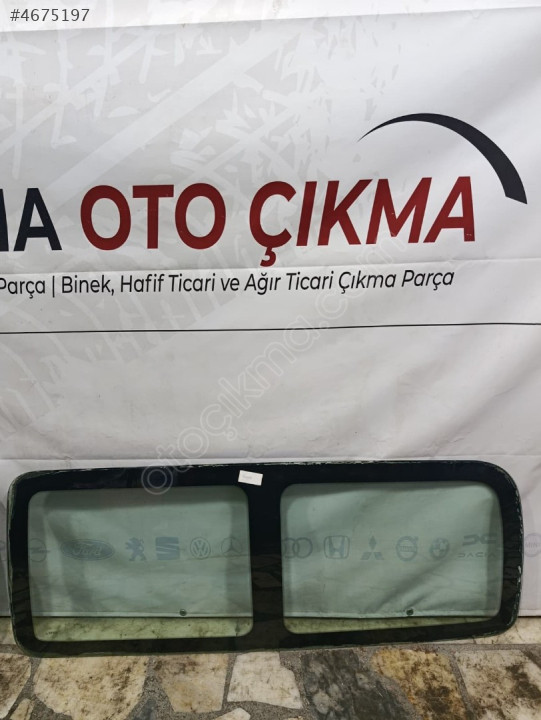 #4675197
MA OTO ÇIKMA
Parça | Binek, Hafif Ticari ve Ağır Ticari Çıkma Parça
otoçıkma.com